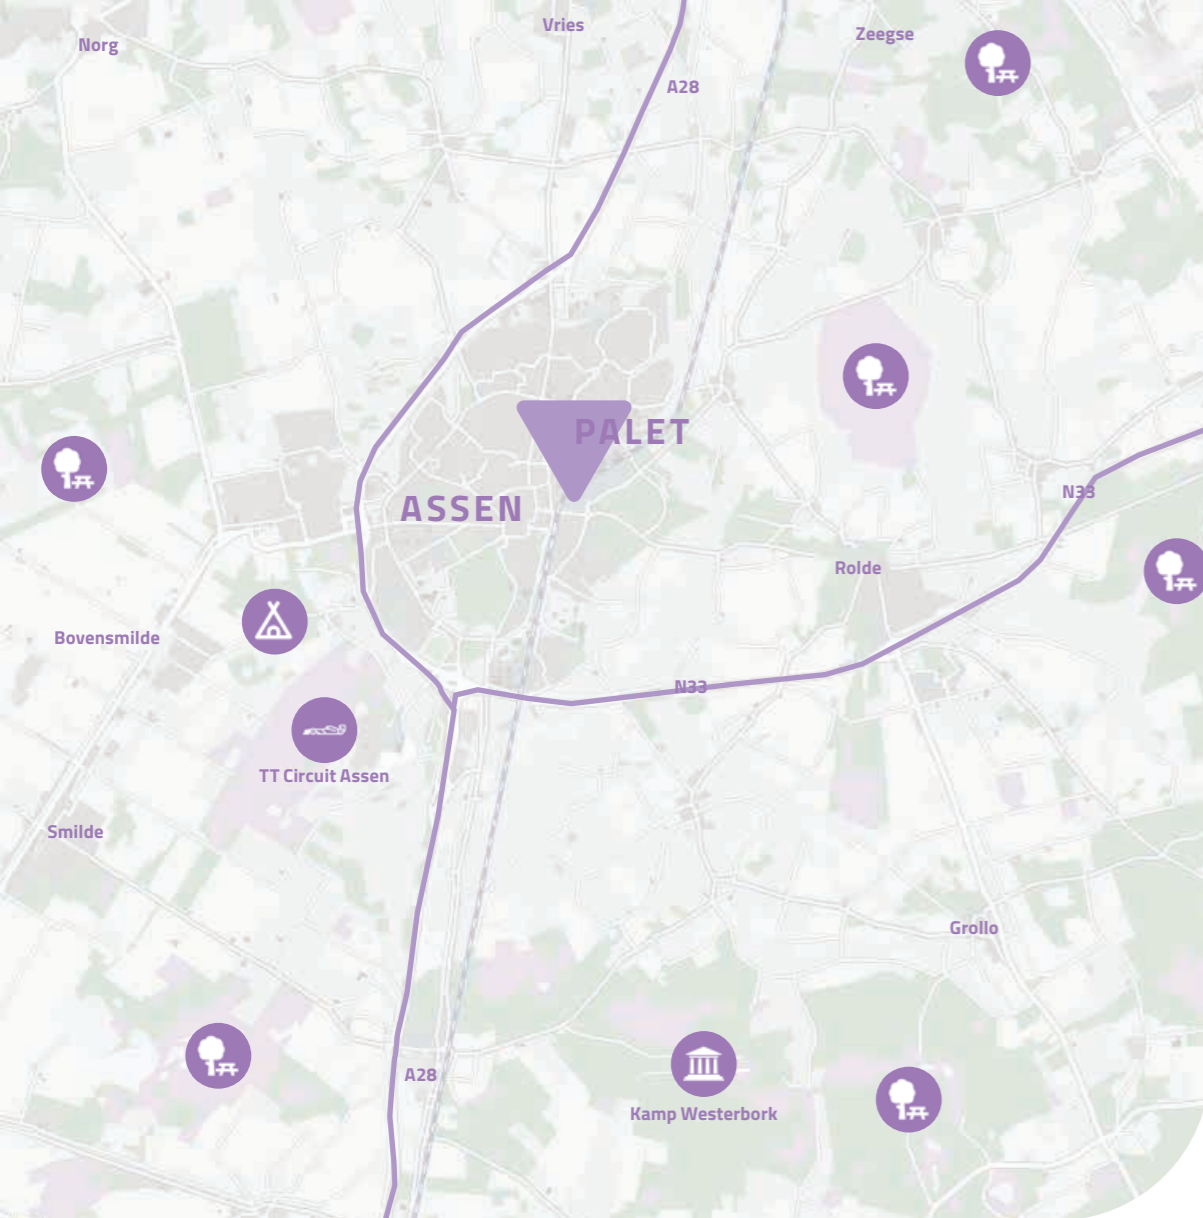 Vries
Zeegse
Norg
A28
PALET
N33
ASSEN
Rolde
Bovensmilde
N33
TT Circuit Assen
Smilde
Grollo
A28
Kamp Westerbork